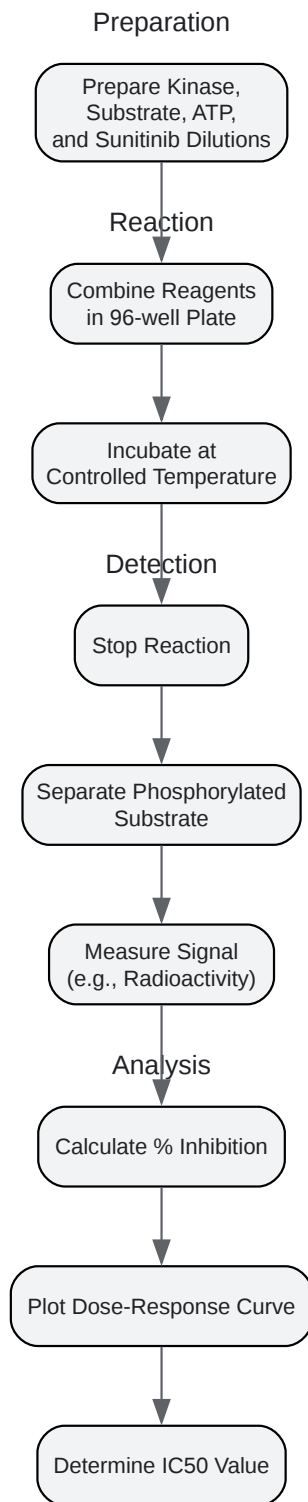 Preparation
Prepare Kinase,
Substrate, ATP,
and Sunitinib Dilutions
Reaction
Combine Reagents
in 96-well Plate
Incubate at
Controlled Temperature
Detection
Stop Reaction
Separate Phosphorylated
Substrate
Measure Signal
(e.g., Radioactivity)
Analysis
Calculate % Inhibition
Plot Dose-Response Curve
Determine IC50 Value